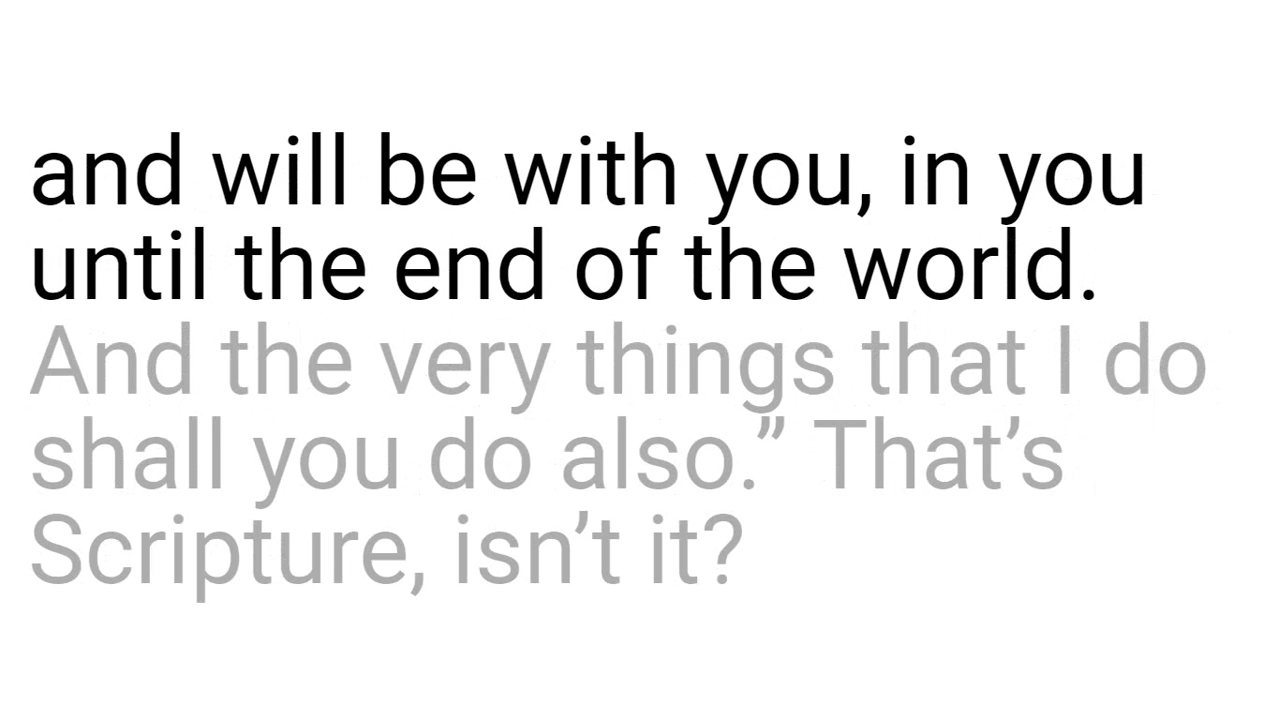 and will be with you, in you
until the end of the world.
And the very things that I do
shall you do also.” That’s
Scripture, isn’t it?